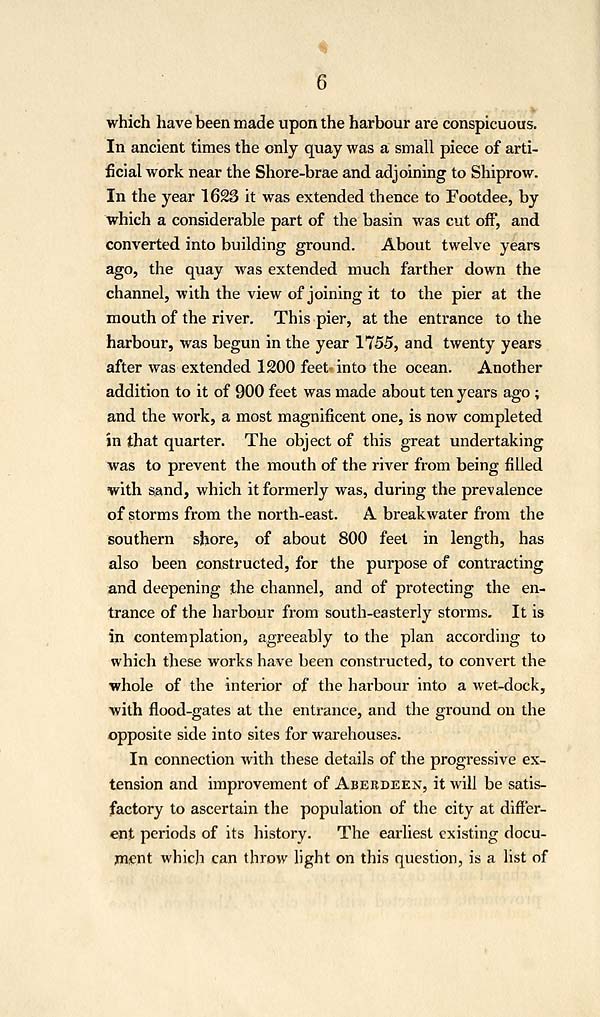 6
which have been made upon the harbour are conspicuous.
In ancient times the only quay was a small piece of arti-
ficial work near the Shore-brae and adjoining to Shiprow.
In the year 1623 it was extended thence to Footdee, by
which a considerable part of the basin was cut off, and
converted into building ground. About twelve years
ago, the quay was extended much farther down the
channel, with the view of joining it to the pier at the
mouth of the river. This pier, at the entrance to the
harbour, was begun in the year 1755, and twenty years
after was extended 1200 feet into the ocean. Another
addition to it of 900 feet was made about ten years ago ;
and the work, a most magnificent one, is now completed
in that quarter. The object of this great undertaking
was to prevent the mouth of the river from being filled
with sand, which it formerly was, during the prevalence
of storms from the north-east. A breakwater from the
southern shore, of about 800 feet in length, has
also been constructed, for the purpose of contracting
and deepening the channel, and of protecting the en-
trance of the harbour from south-easterly storms. It is
in contemplation, agreeably to the plan according to
which these works have been constructed, to convert the
whole of the interior of the harbour into a wet-dock,
with flood-gates at the entrance, and the ground on the
opposite side into sites for warehouses.
In connection with these details of the progressive ex-
tension and improvement of ABERDEEN, it will be satis-
factory to ascertain the population of the city at differ-
ent periods of its history. The earliest existing docu-
ment which can throw light on this question, is a list of